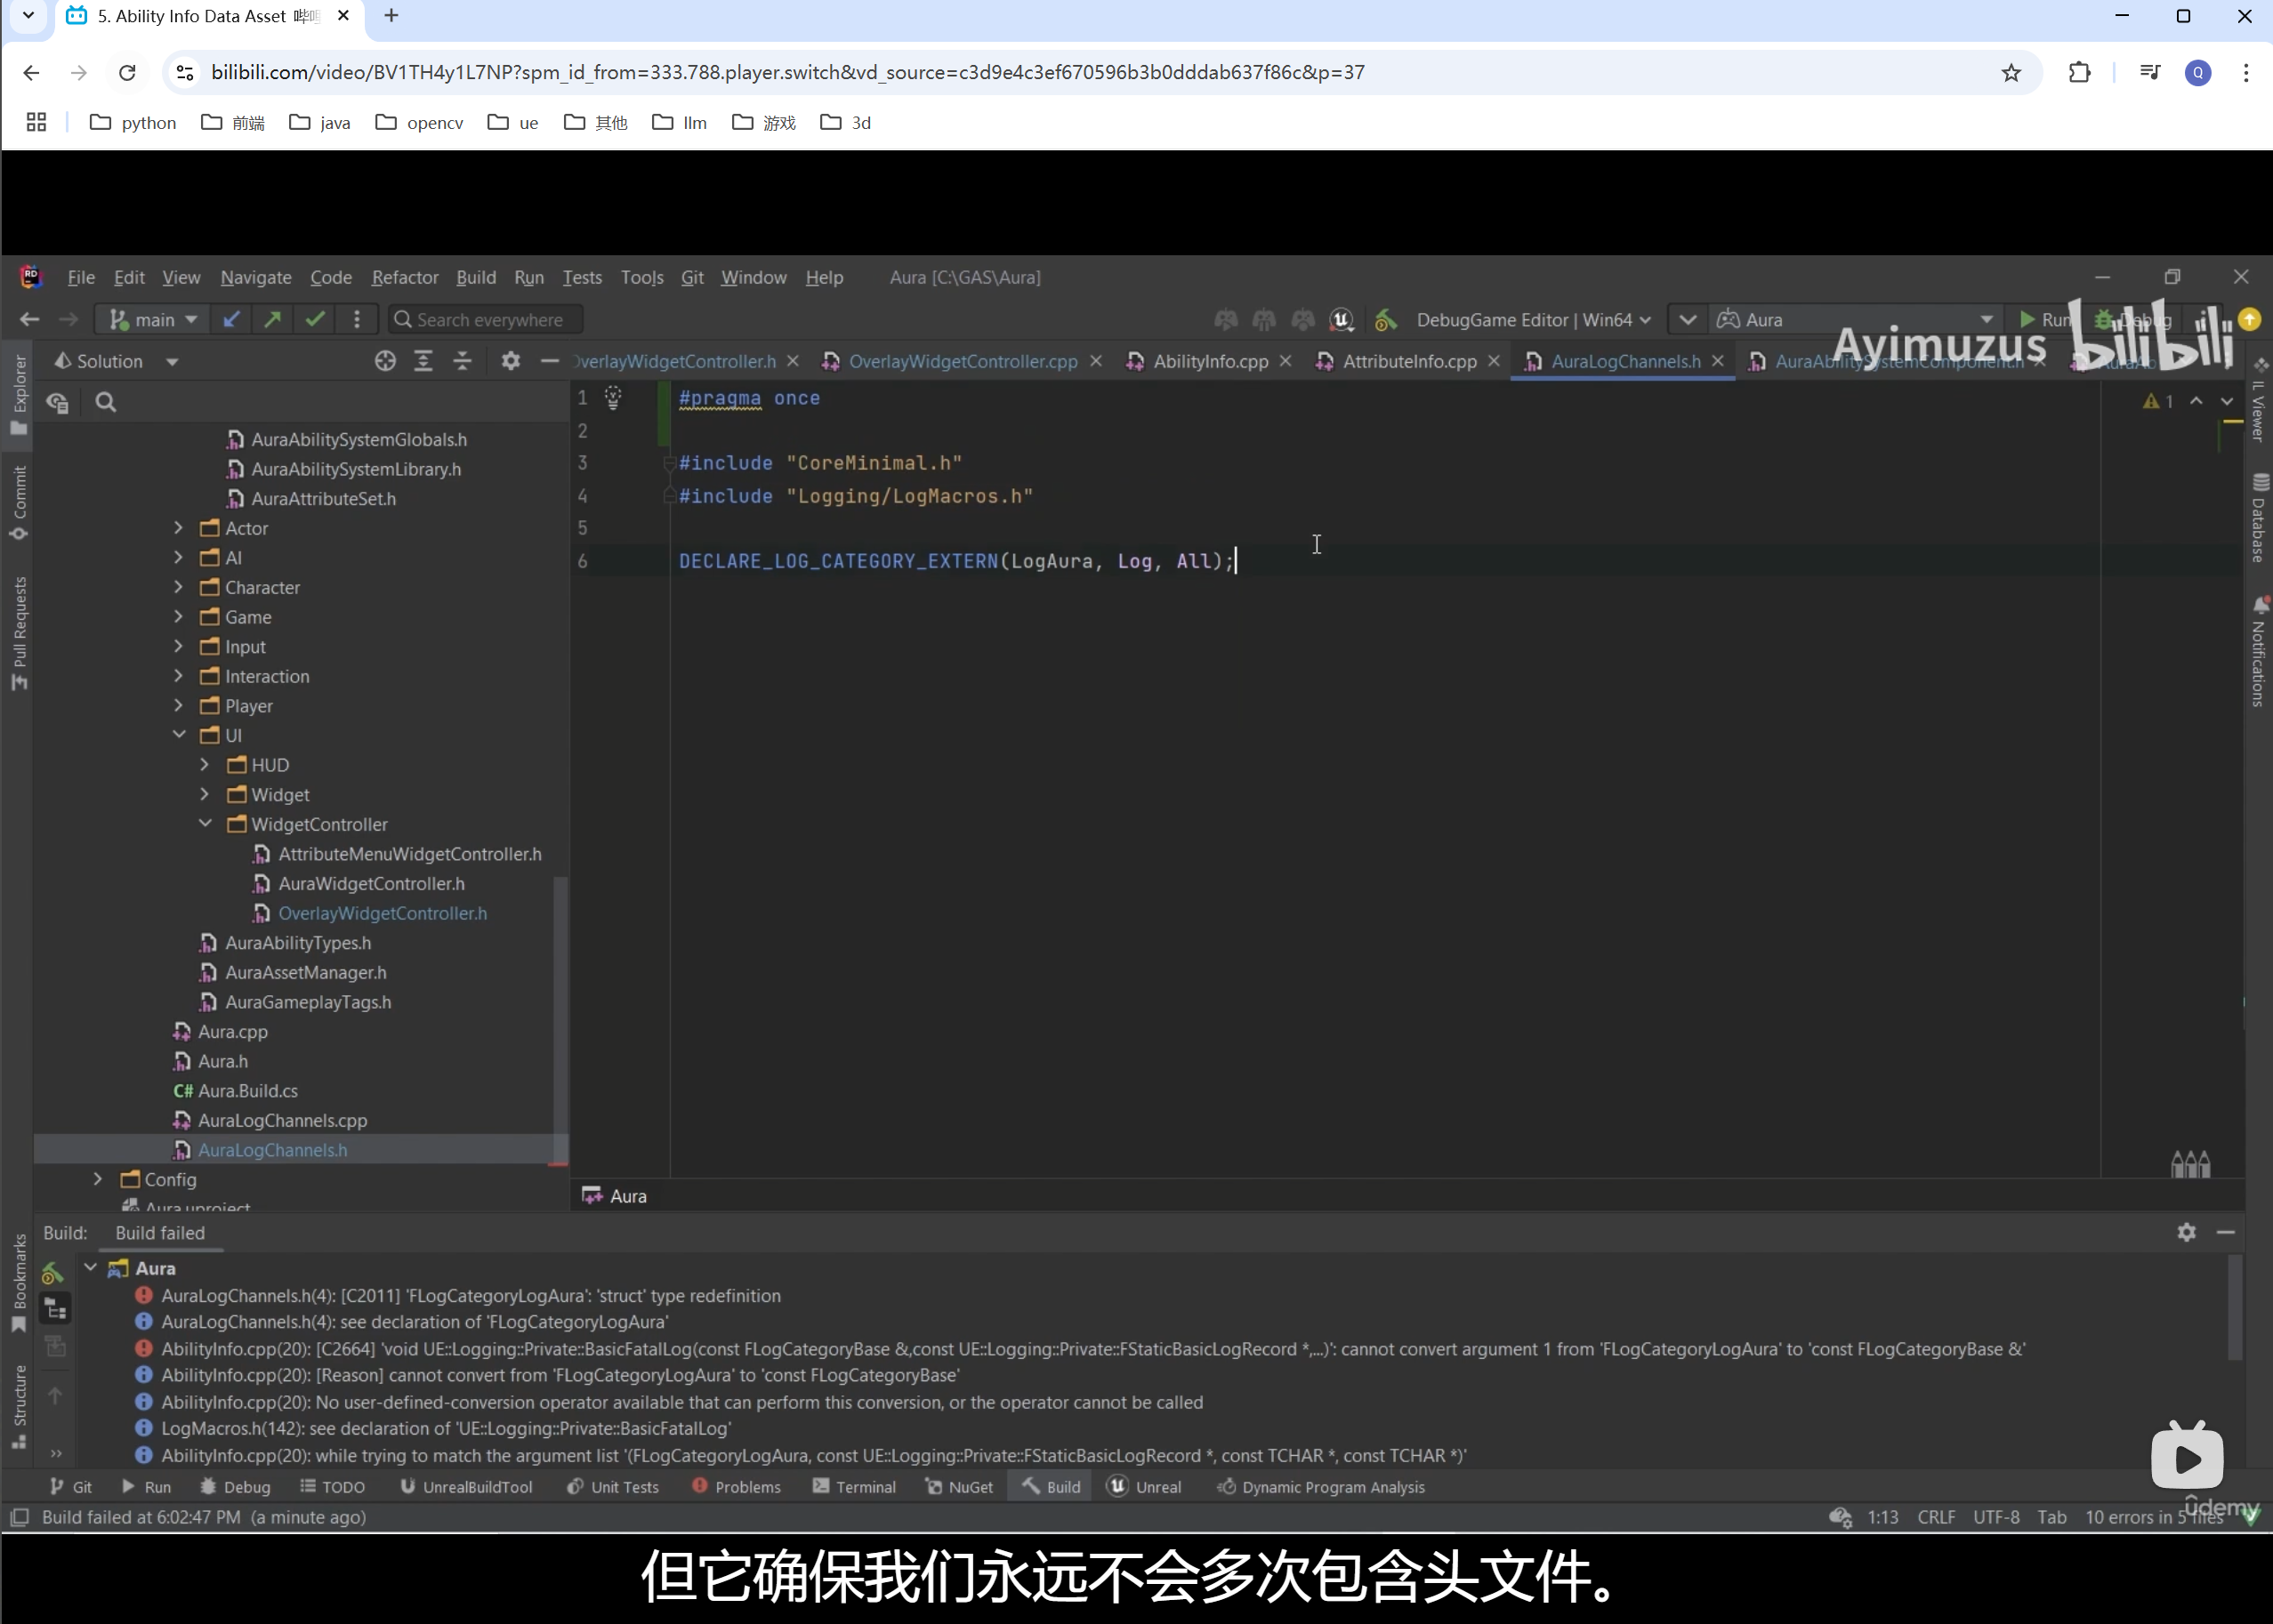 5. Ability Info Data Asset 哔哩
bilibili.com/video/BV1TH4y1L7NP?spm_id_from=333.788.player.switch&vd_source=c3d9e4c3ef670596b3b0dddab637f86c&p=37
Q
python 前端 java opencv ue 其他 llm 游戏 3d
File Edit View Navigate Code Refactor Build Run Tests Tools Git Window Help Aura [C:\GAS\Aura]
main Search everywhere DebugGame Editor | Win64 Aura Run Debug
Ayimuzus bilibili
Solution OverlayWidgetController.h OverlayWidgetController.cpp AbilityInfo.cpp AttributeInfo.cpp AuraLogChannels.h AuraAbilitySystemComponent.h AuraAb
Explorer
Commit
Pull Requests
Bookmarks
Structure
IL Viewer
Database
Notifications
1
AuraAbilitySystemGlobals.h
AuraAbilitySystemLibrary.h
AuraAttributeSet.h
Actor
AI
Character
Game
Input
Interaction
Player
UI
HUD
Widget
WidgetController
AttributeMenuWidgetController.h
AuraWidgetController.h
OverlayWidgetController.h
AuraAbilityTypes.h
AuraAssetManager.h
AuraGameplayTags.h
Aura.cpp
Aura.h
C# Aura.Build.cs
AuraLogChannels.cpp
AuraLogChannels.h
Config
Aura.uproject
1 #pragma once
2
3 #include "CoreMinimal.h"
4 #include "Logging/LogMacros.h"
5
6 DECLARE_LOG_CATEGORY_EXTERN(LogAura, Log, All);
Aura
Build: Build failed
Aura
AuraLogChannels.h(4): [C2011] 'FLogCategoryLogAura': 'struct' type redefinition
AuraLogChannels.h(4): see declaration of 'FLogCategoryLogAura'
AbilityInfo.cpp(20): [C2664] 'void UE::Logging::Private::BasicFatalLog(const FLogCategoryBase &,const UE::Logging::Private::FStaticBasicLogRecord *,...)': cannot convert argument 1 from 'FLogCategoryLogAura' to 'const FLogCategoryBase &'
AbilityInfo.cpp(20): [Reason] cannot convert from 'FLogCategoryLogAura' to 'const FLogCategoryBase'
AbilityInfo.cpp(20): No user-defined-conversion operator available that can perform this conversion, or the operator cannot be called
LogMacros.h(142): see declaration of 'UE::Logging::Private::BasicFatalLog'
AbilityInfo.cpp(20): while trying to match the argument list '(FLogCategoryLogAura, const UE::Logging::Private::FStaticBasicLogRecord *, const TCHAR *, const TCHAR *)'
Git Run Debug TODO UnrealBuildTool Unit Tests Problems Terminal NuGet Build Unreal Dynamic Program Analysis
Build failed at 6:02:47 PM (a minute ago) 1:13 CRLF UTF-8 Tab 10 errors in 5 files
ûdemy
但它确保我们永远不会多次包含头文件。